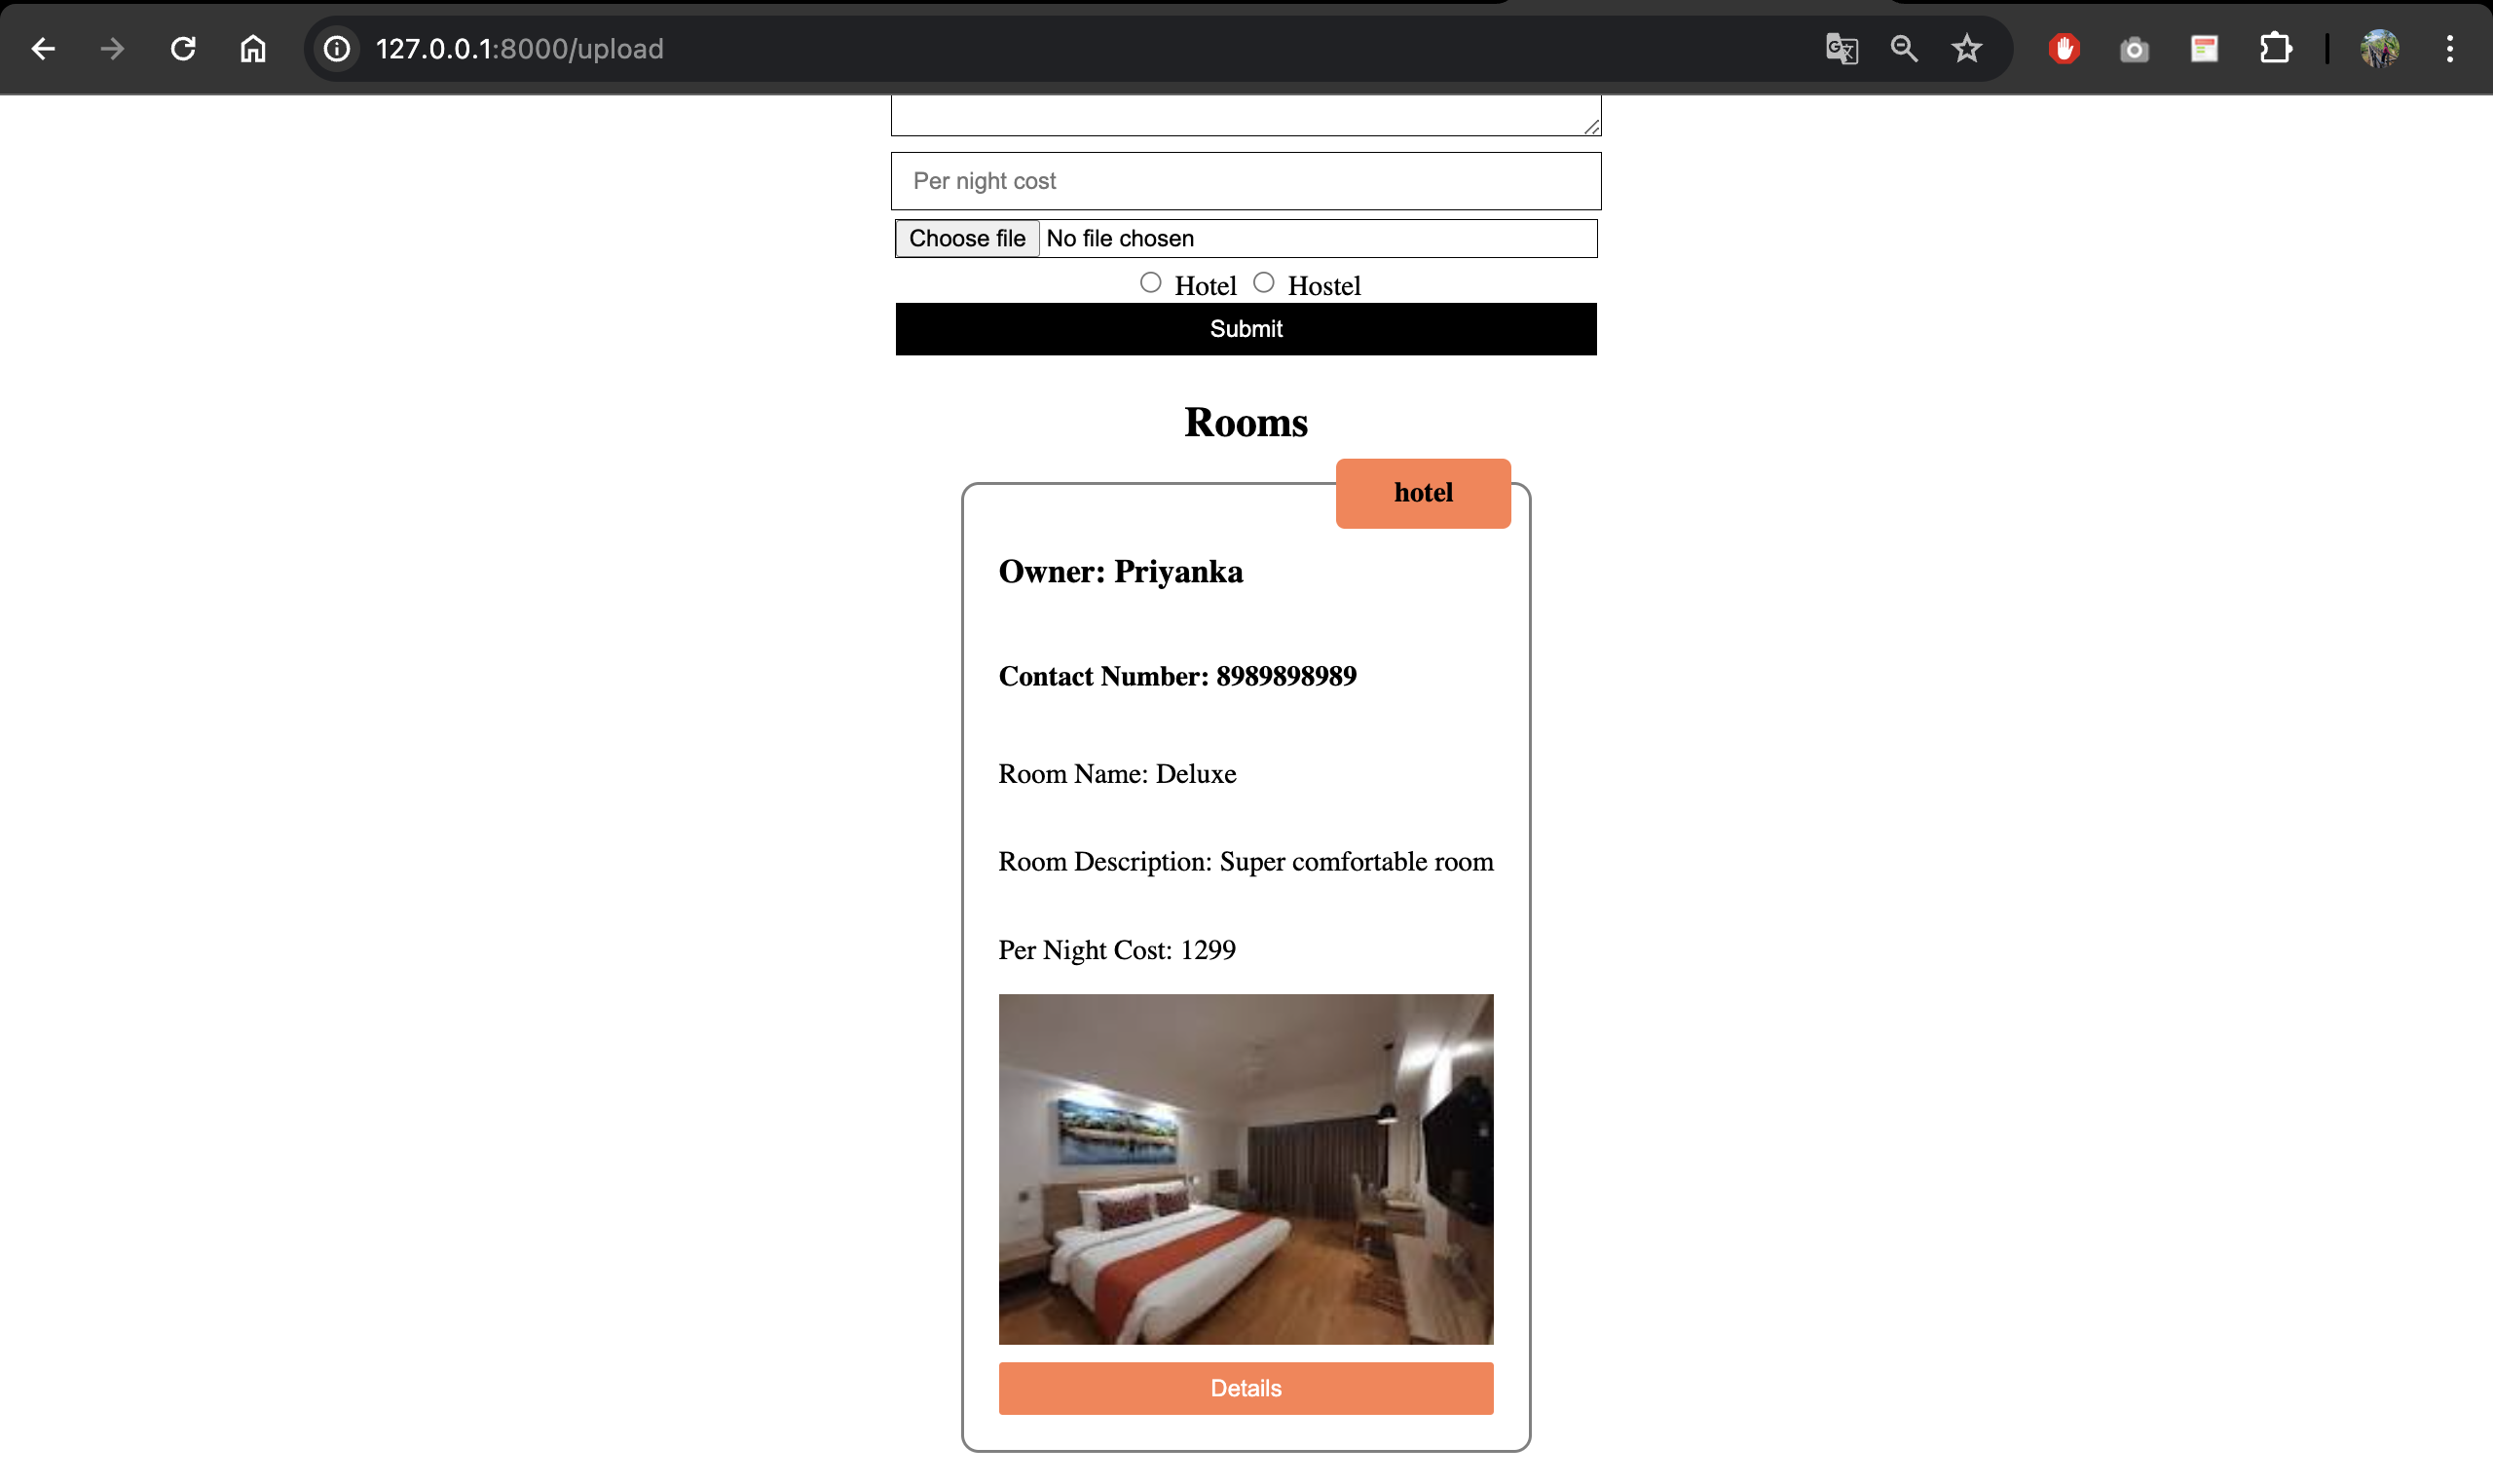 127.0.0.1:8000/upload
Per night cost
Choose file No file chosen
Hotel Hostel
Submit
Rooms
hotel
Owner: Priyanka
Contact Number: 8989898989
Room Name: Deluxe
Room Description: Super comfortable room
Per Night Cost: 1299
Details